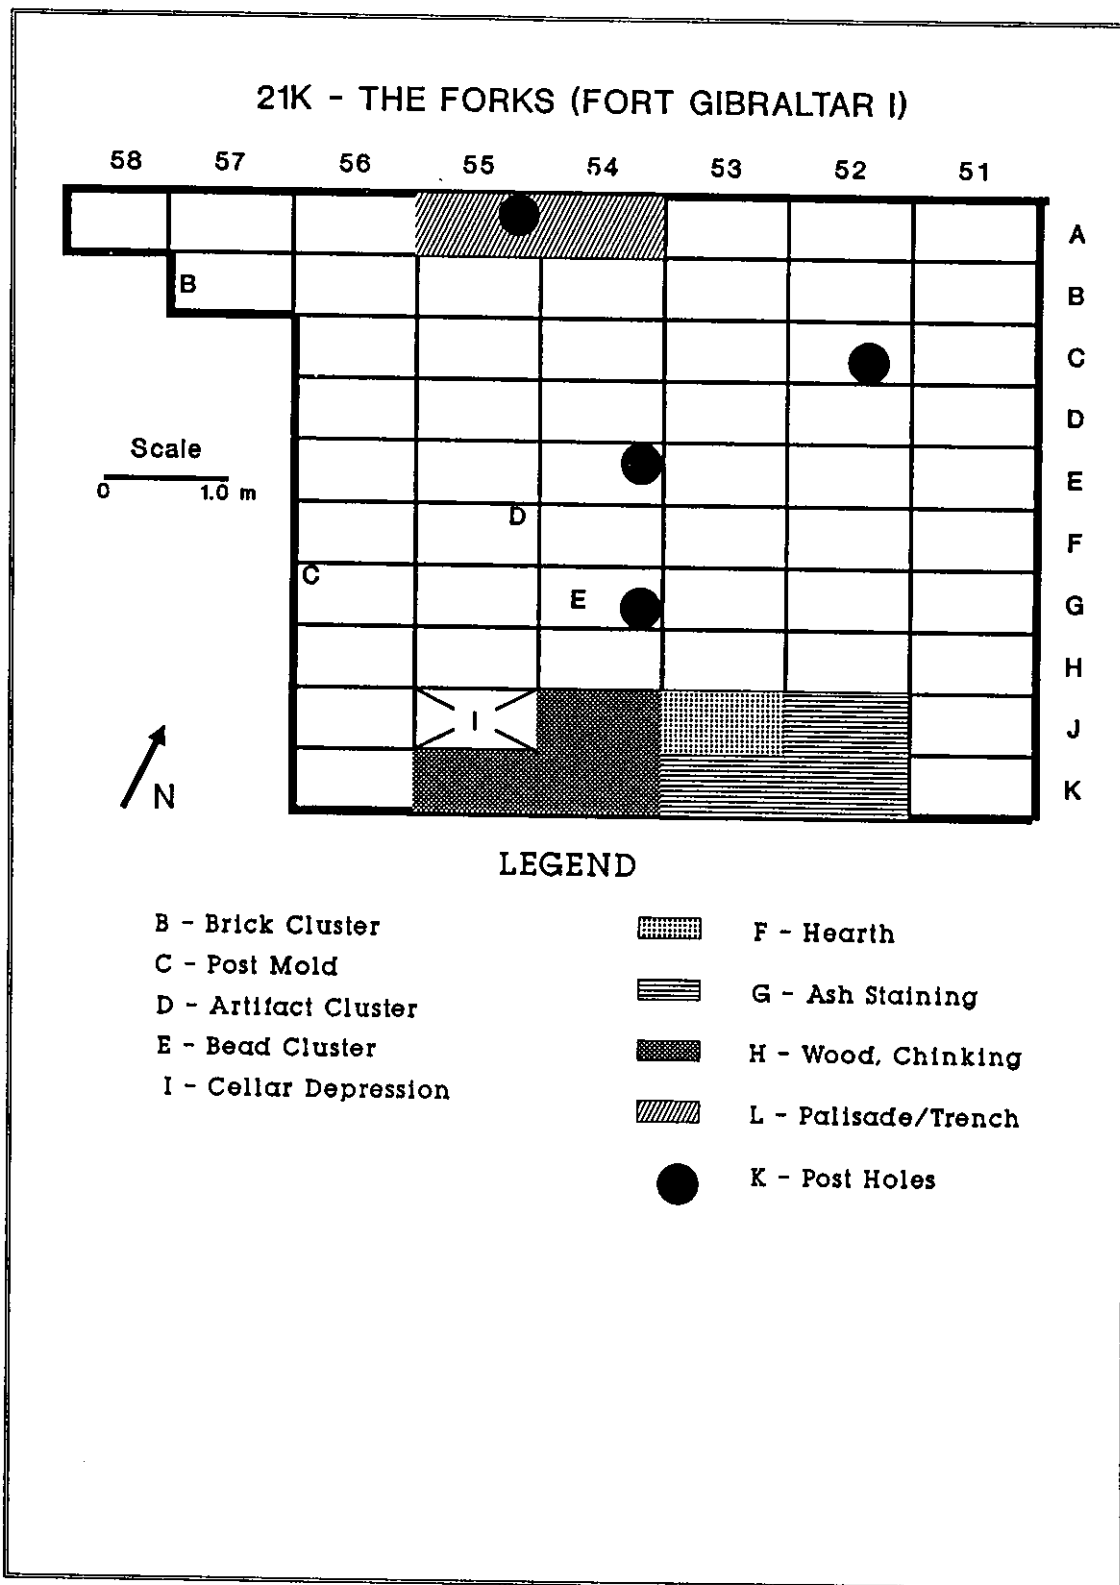 21K - THE FORKS (FORT GIBRALTAR I)
58 57 56 55 54 53 52 51
A
B B
C
D
Scale
0 1.0 m
E
D
F
C
E G
H
I J
N K
LEGEND
B - Brick Cluster
C - Post Mold
D - Artifact Cluster
E - Bead Cluster
I - Cellar Depression
F - Hearth
G - Ash Staining
H - Wood, Chinking
L - Palisade/Trench
K - Post Holes